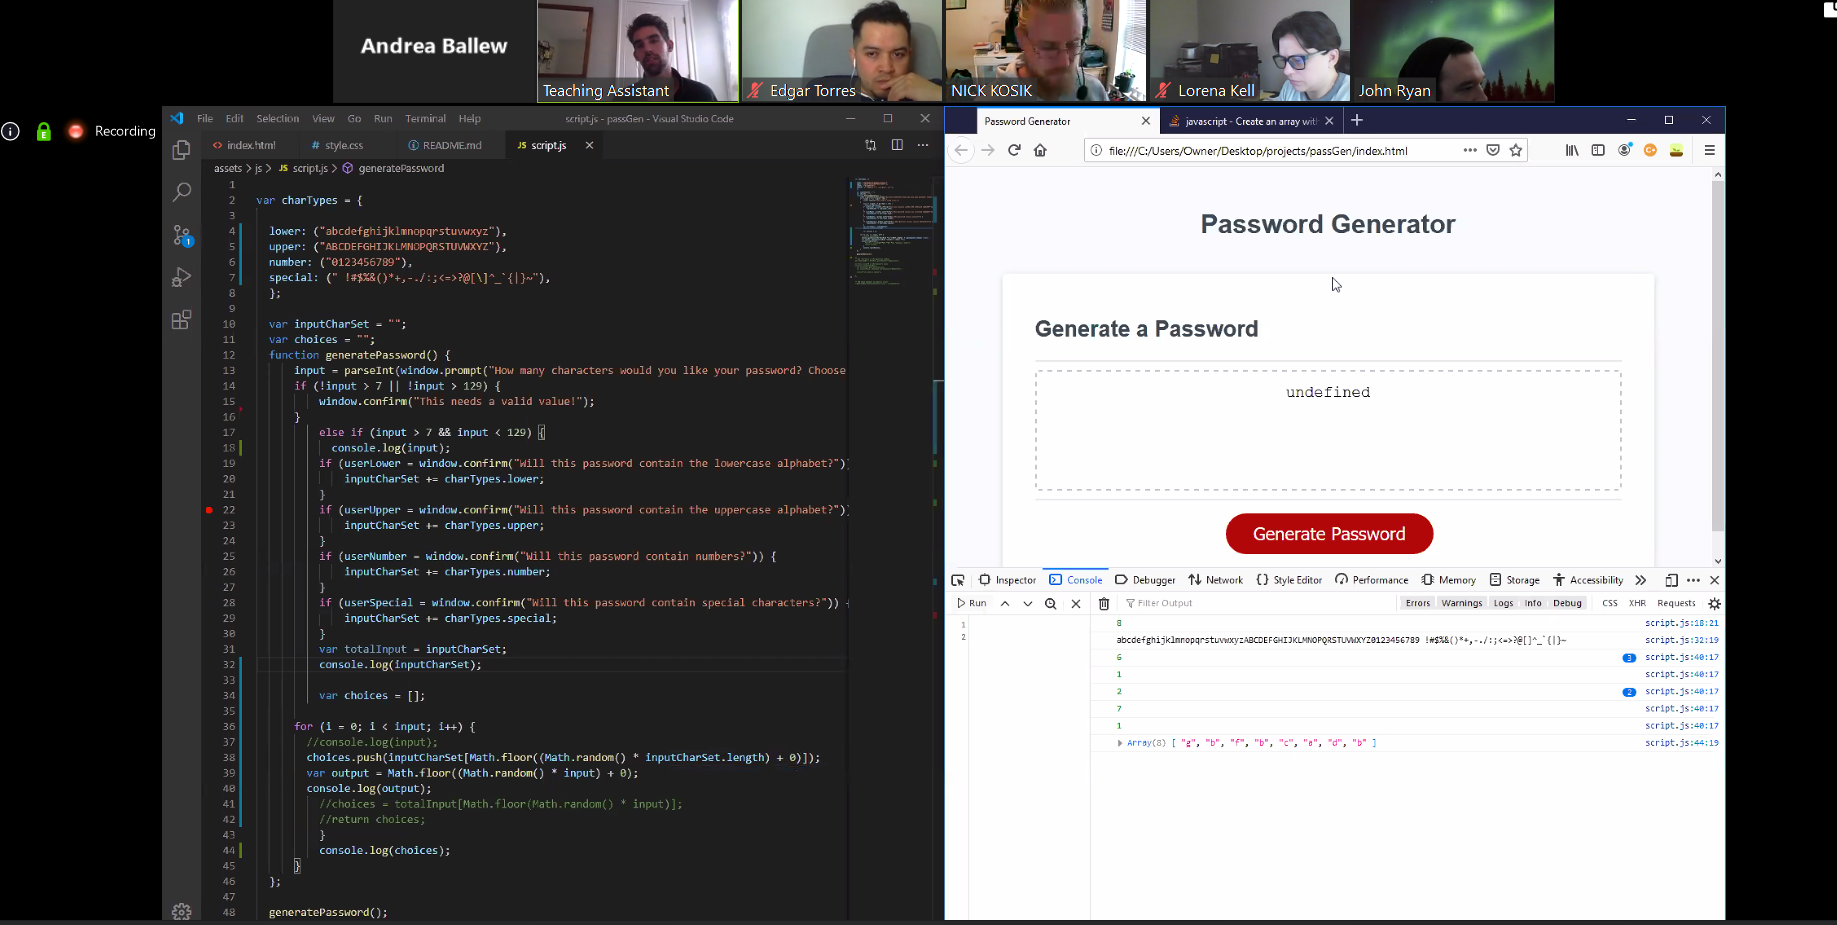 Andrea Ballew
Teaching Assistant
Edgar Torres
NICK KOSIK
Lorena Kell
John Ryan
Recording
File Edit Selection View Go Run Terminal Help script.js - passGen - Visual Studio Code
index.html style.css README.md JS script.js
assets > js > JS script.js > generatePassword
1
2 var charTypes = {
3
4 lower: ("abcdefghijklmnopqrstuvwxyz"),
5 upper: ("ABCDEFGHIJKLMNOPQRSTUVWXYZ"),
6 number: ("0123456789"),
7 special: (" !#$%&()*+,-./:;<=>?@[\]^_`{|}~"),
8 };
9
10 var inputCharSet = "";
11 var choices = "";
12 function generatePassword() {
13 input = parseInt(window.prompt("How many characters would you like your password? Choose
14 if (!input > 7 || !input > 129) {
15 window.confirm("This needs a valid value!");
16 }
17 else if (input > 7 && input < 129) {
18 console.log(input);
19 if (userLower = window.confirm("Will this password contain the lowercase alphabet?")
20 inputCharSet += charTypes.lower;
21 }
22 if (userUpper = window.confirm("Will this password contain the uppercase alphabet?")
23 inputCharSet += charTypes.upper;
24 }
25 if (userNumber = window.confirm("Will this password contain numbers?")) {
26 inputCharSet += charTypes.number;
27 }
28 if (userSpecial = window.confirm("Will this password contain special characters?")) {
29 inputCharSet += charTypes.special;
30 }
31 var totalInput = inputCharSet;
32 console.log(inputCharSet);
33
34 var choices = [];
35
36 for (i = 0; i < input; i++) {
37 //console.log(input);
38 choices.push(inputCharSet[Math.floor((Math.random() * inputCharSet.length) + 0)]);
39 var output = Math.floor((Math.random() * input) + 0);
40 console.log(output);
41 //choices = totalInput[Math.floor(Math.random() * input)];
42 //return choices;
43 }
44 console.log(choices);
45 }
46 };
47
48 generatePassword();
1
Password Generator javascript - Create an array with
file:///C:/Users/Owner/Desktop/projects/passGen/index.html
Password Generator
Generate a Password
undefined
Generate Password
Inspector Console Debugger Network Style Editor Performance Memory Storage Accessibility
Run Filter Output Errors Warnings Logs Info Debug CSS XHR Requests
1
2
8 script.js:18:21
abcdefghijklmnopqrstuvwxyzABCDEFGHIJKLMNOPQRSTUVWXYZ0123456789 !#$%&()*+,-./:;<=>?@[]^_`{|}~ script.js:32:19
6 3 script.js:40:17
1 script.js:40:17
2 2 script.js:40:17
7 script.js:40:17
1 script.js:40:17
Array(8) [ "g", "b", "f", "b", "c", "e", "d", "b" ] script.js:44:19